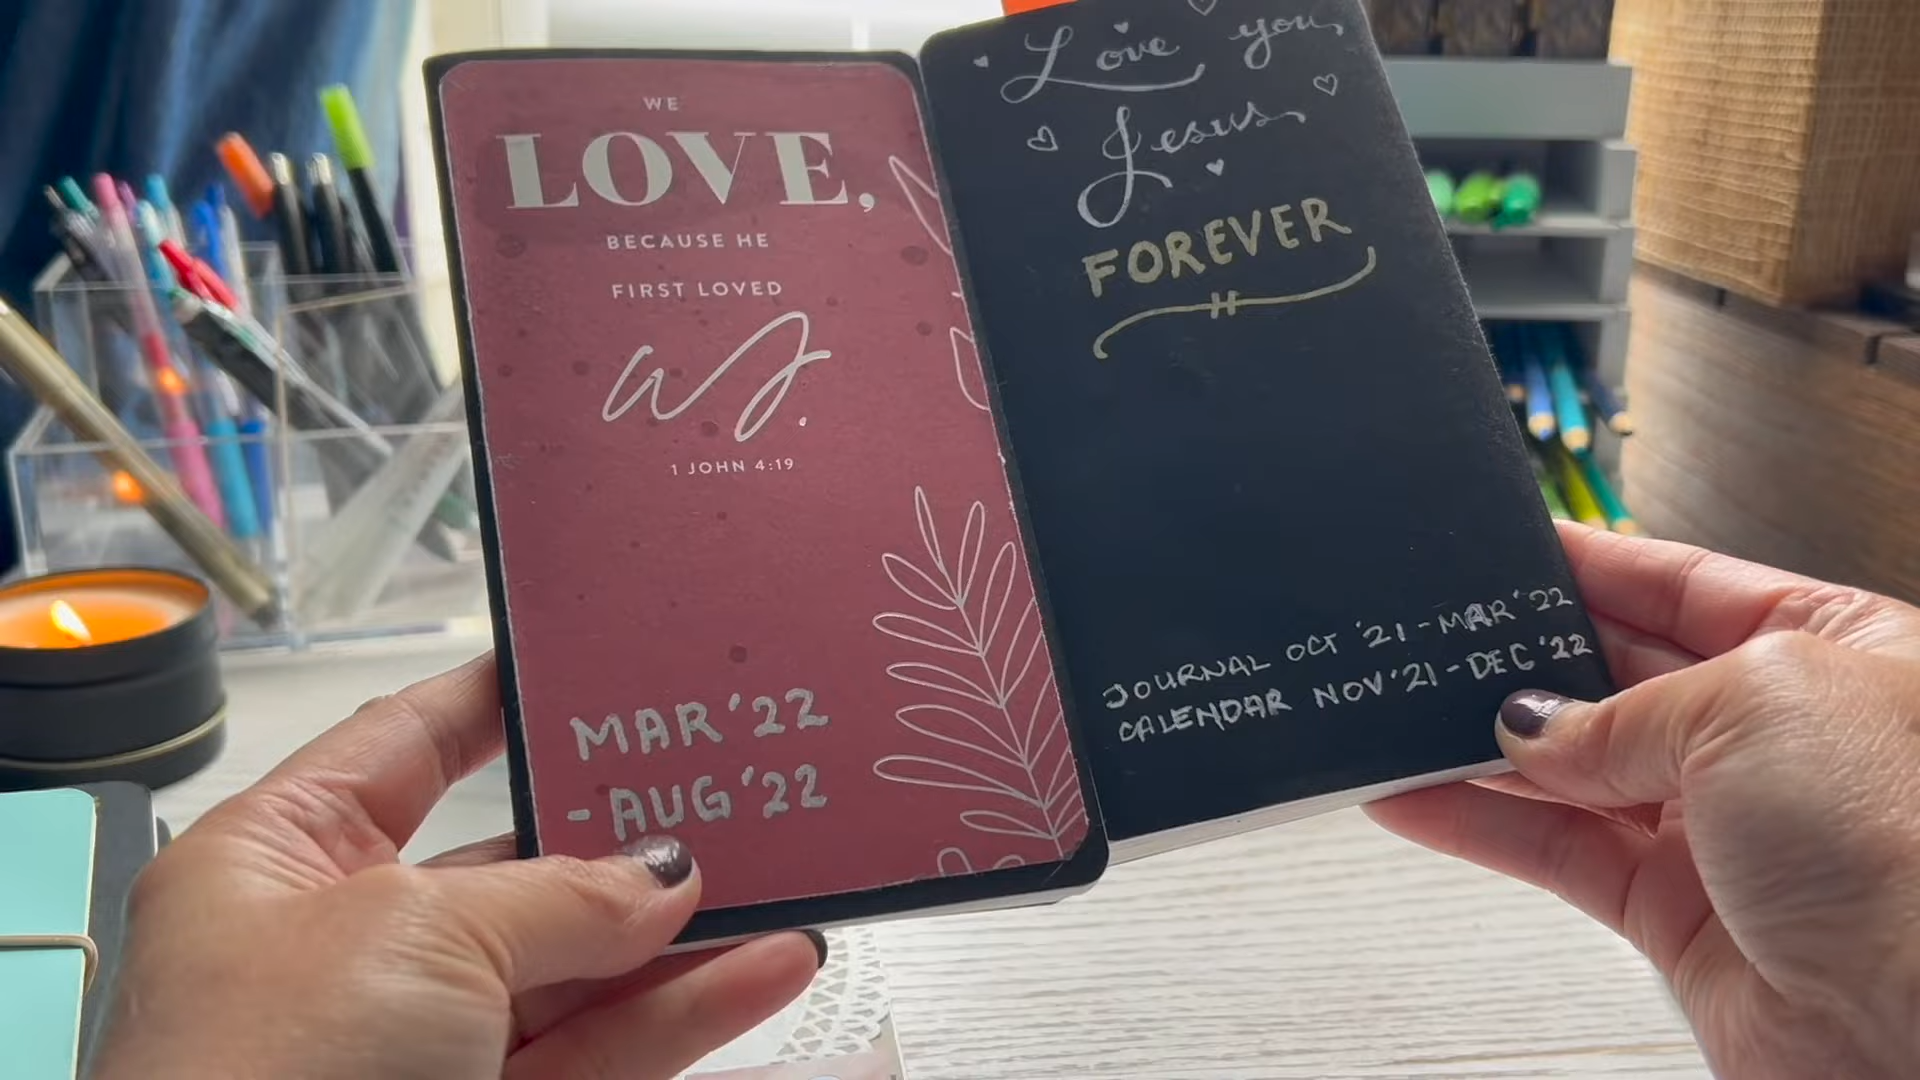 WE
LOVE,
BECAUSE HE
FIRST LOVED
us.
1 JOHN 4:19
MAR '22
- AUG '22
Love you
Jesus
FOREVER
JOURNAL OCT '21 - MAR '22
CALENDAR NOV '21 - DEC '22